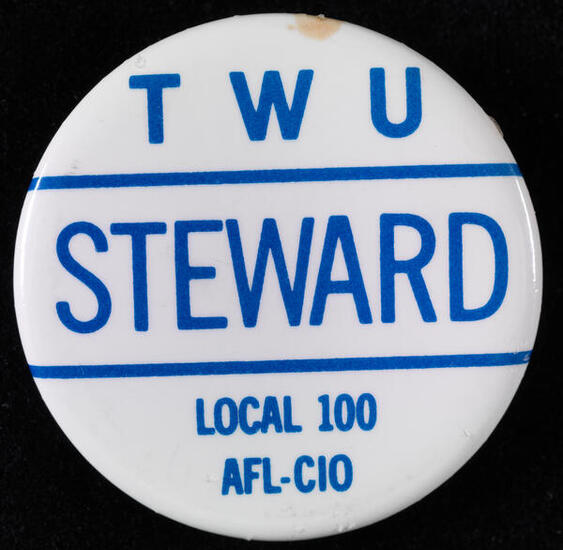 TWU
STEWARD
LOCAL 100
AFL-CIO